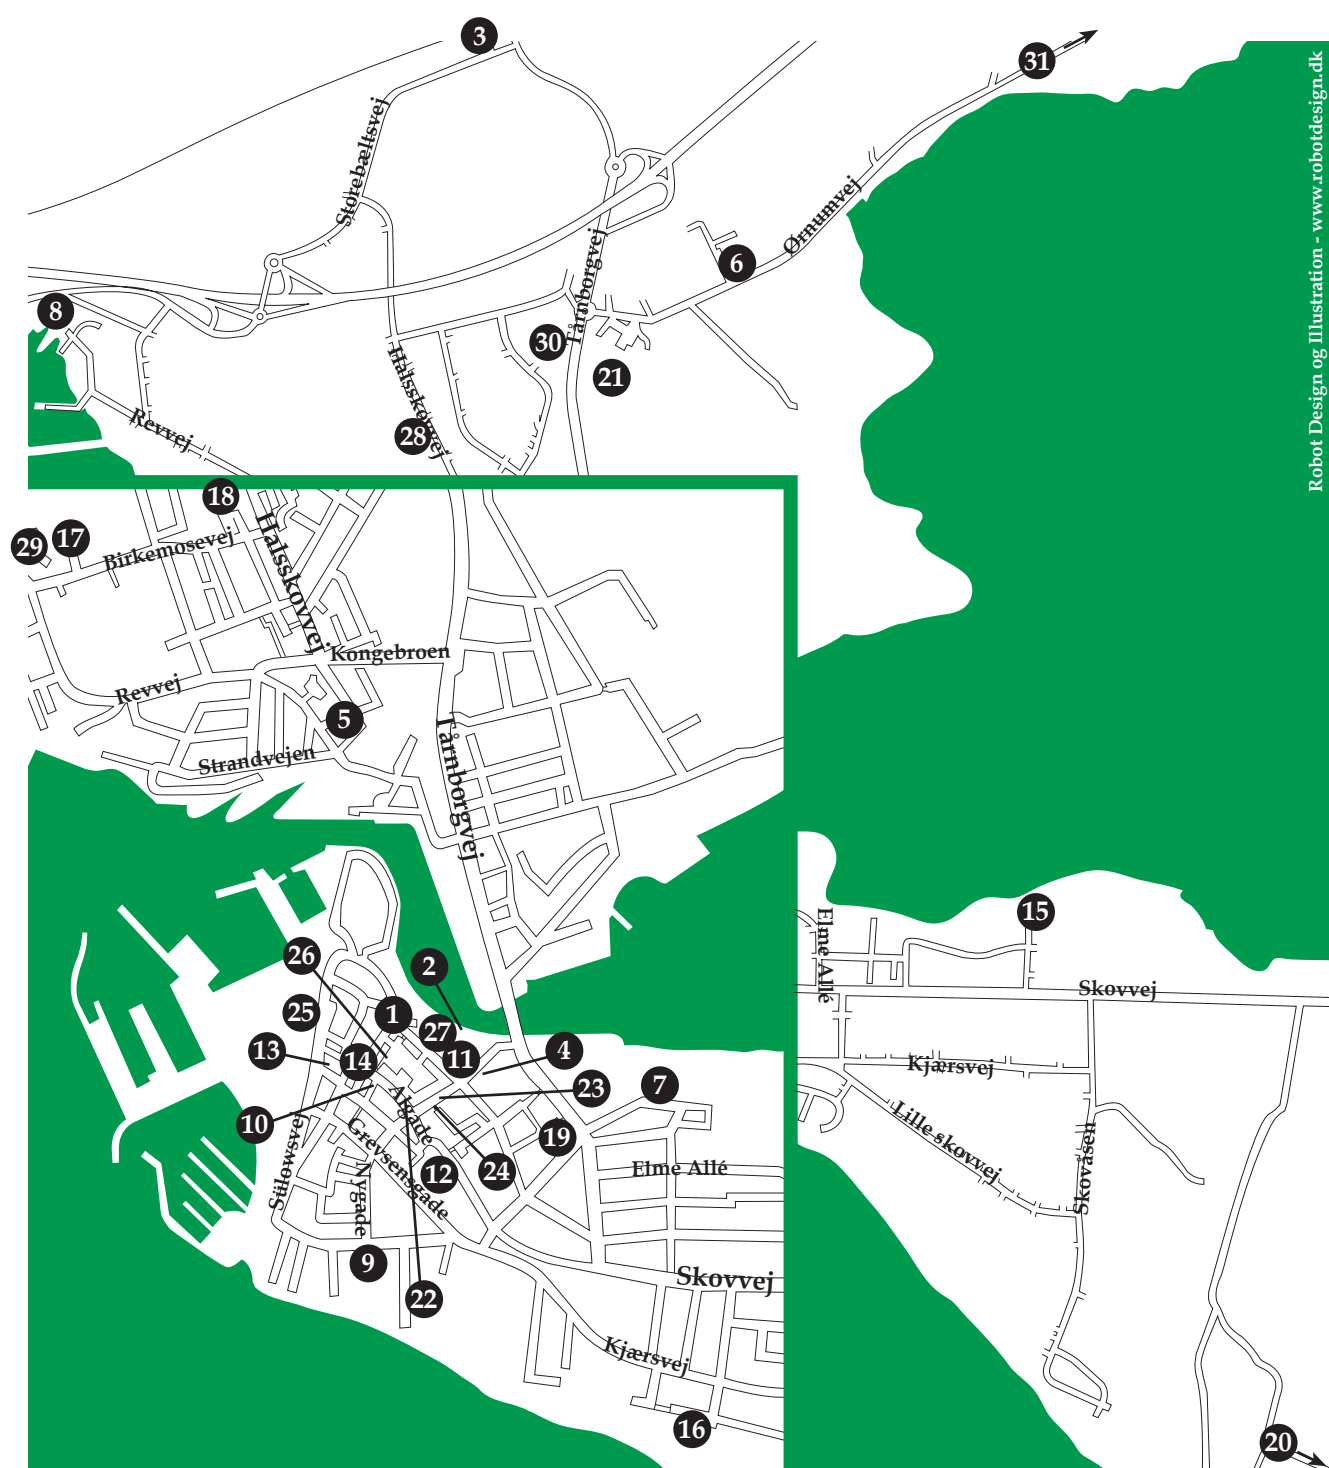 3
31
Robot Design og Illustration - www.robotdesign.dk
Storebæltsvej
Ørnumvej
Tårnborgvej
6
8
30
21
Halsskovvej
Revvej
28
18
29
17
Birkemosevej
Halsskovvej
Kongebroen
Revvej
5
Strandvejen
Tårnborgvej
15
Elme Allé
Skovvej
26
2
25
1
27
13
14
11
4
Kjærsvej
23
7
10
Algade
Lille skovvej
19
Grevsensgade
Sülowsvej
Nygade
12
24
Elme Allé
Skovåsen
9
22
Skovvej
Kjærsvej
16
20